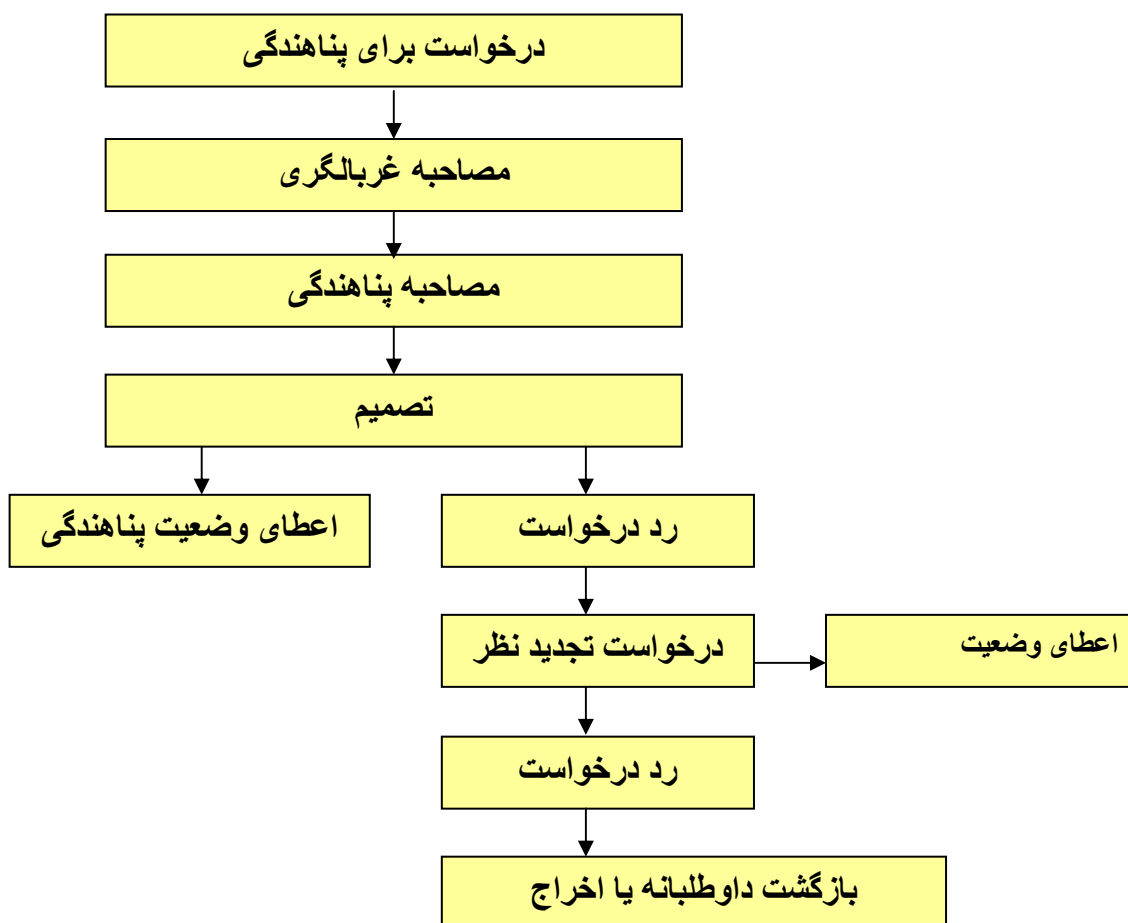 درخواست برای پناهندگی
مصاحبه غربالگری
مصاحبه پناهندگی
تصمیم
رد درخواست
اعطای وضعیت پناهندگی
درخواست تجدید نظر
اعطای وضعیت
رد درخواست
بازگشت داوطلبانه یا اخراج